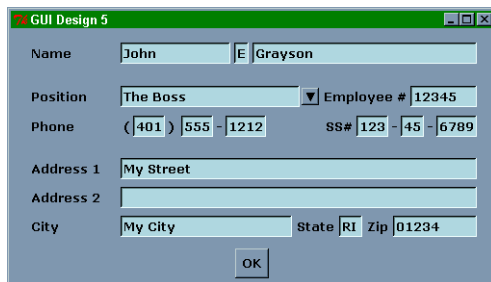 GUI Design 5
Name John E Grayson
Position The Boss Employee # 12345
Phone ( 401 ) 555 - 1212 SS# 123 - 45 - 6789
Address 1 My Street
Address 2
City My City State RI Zip 01234
OK